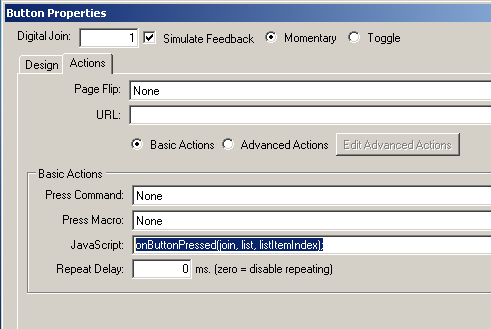 Button Properties
Digital Join: 1 Simulate Feedback Momentary Toggle
Design Actions
Page Flip: None
URL:
Basic Actions Advanced Actions Edit Advanced Actions
Basic Actions
Press Command: None
Press Macro: None
JavaScript: onButtonPressed(join, list, listItemIndex);
Repeat Delay: 0 ms. (zero = disable repeating)